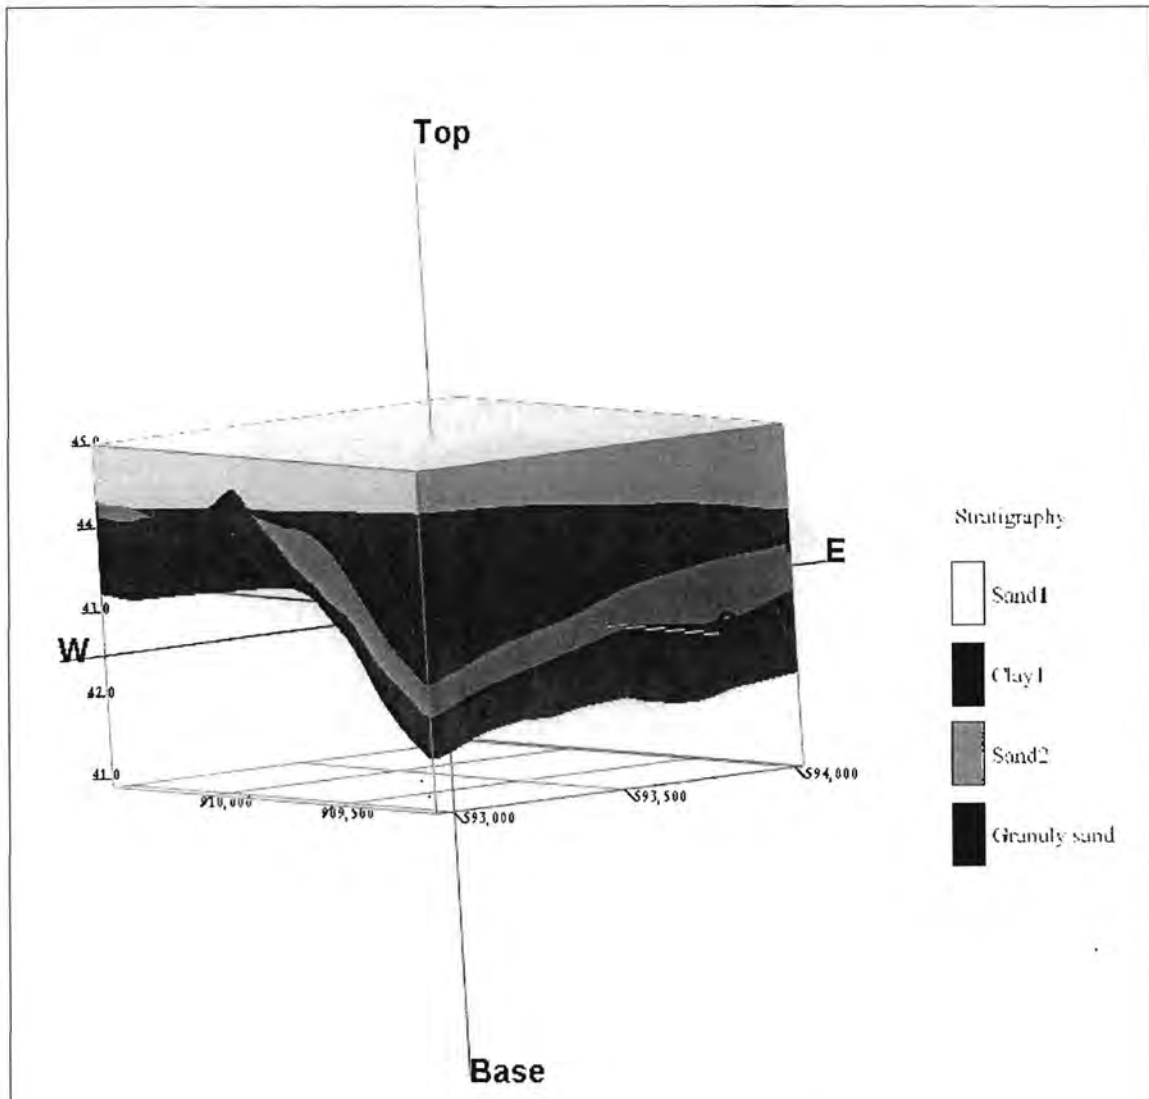 Top
45.0
44.
E
Stratigraphy
Sand1
43.0
W
Clay1
42.0
Sand2
41.0
594,000
910,000
593,500
909,500
593,000
Granuly sand
Base